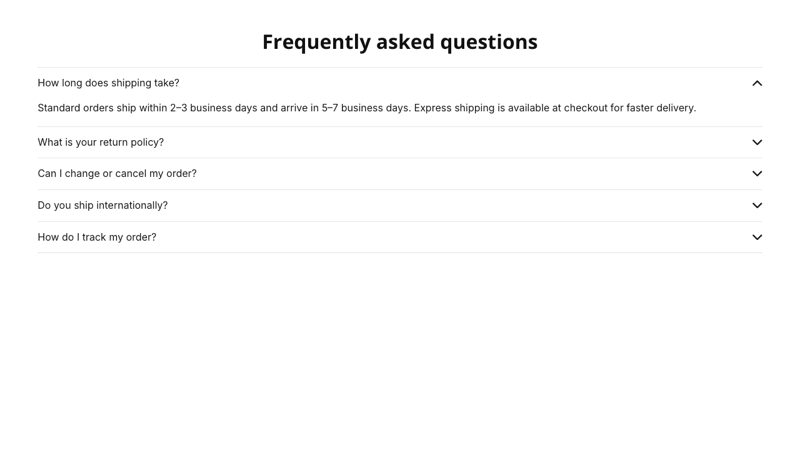 Frequently asked questions
How long does shipping take?
Standard orders ship within 2–3 business days and arrive in 5–7 business days. Express shipping is available at checkout for faster delivery.
What is your return policy?
Can I change or cancel my order?
Do you ship internationally?
How do I track my order?